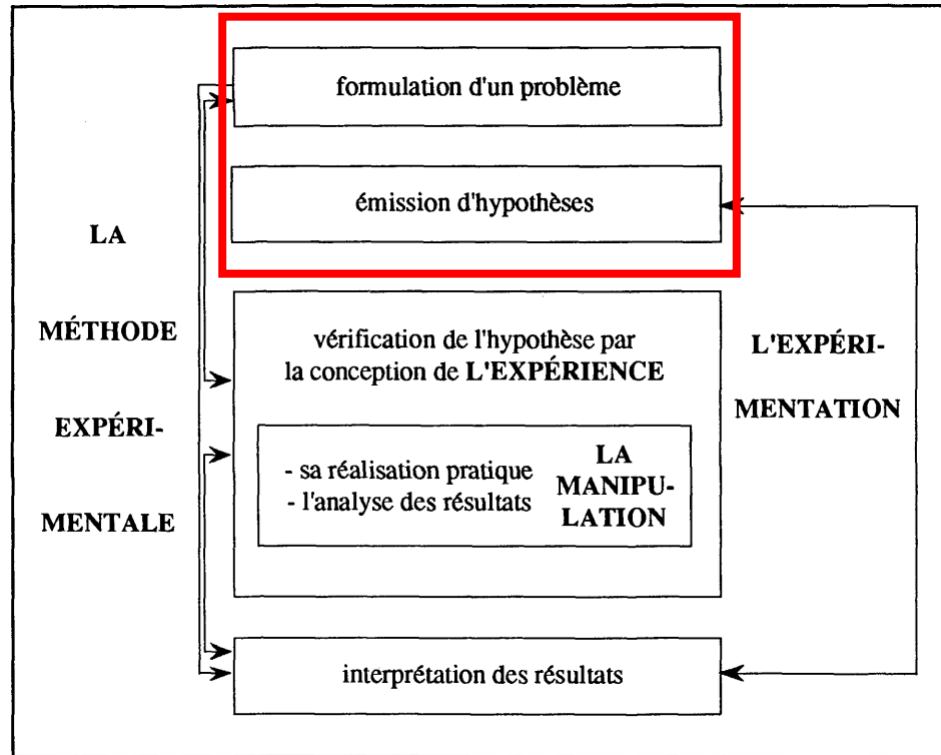 formulation d'un problème
émission d'hypothèses
LA
MÉTHODE
EXPÉRI-
MENTALE
vérification de l'hypothèse par
la conception de L'EXPÉRIENCE
- sa réalisation pratique
- l'analyse des résultats
LA
MANIPU-
LATION
L'EXPÉRI-
MENTATION
interprétation des résultats